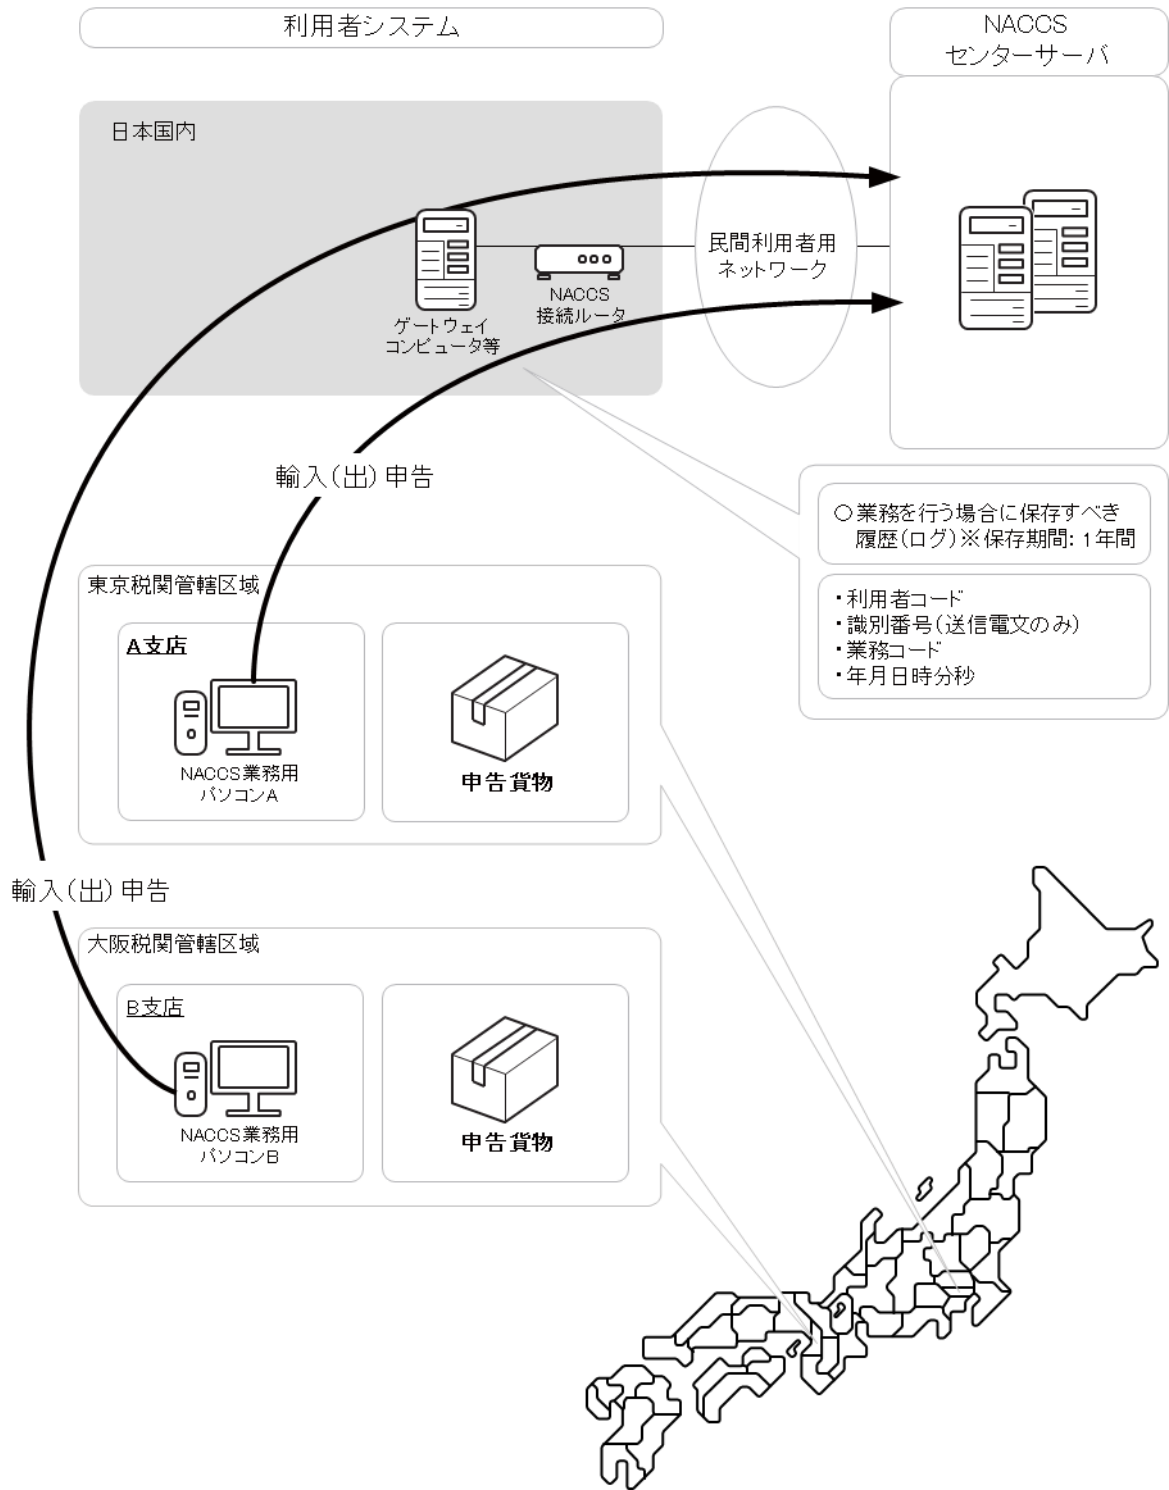 利用者システム
NACCS
センターサーバ
日本国内
民間利用者用
ネットワーク
NACCS
接続ルータ
ゲートウェイ
コンピュータ等
輸入(出)申告
○業務を行う場合に保存すべき
履歴(ログ)※保存期間:1年間
・利用者コード
・識別番号(送信電文のみ)
・業務コード
・年月日時分秒
東京税関管轄区域
A支店
NACCS業務用
パソコンA
申告貨物
輸入(出)申告
大阪税関管轄区域
B支店
NACCS業務用
パソコンB
申告貨物